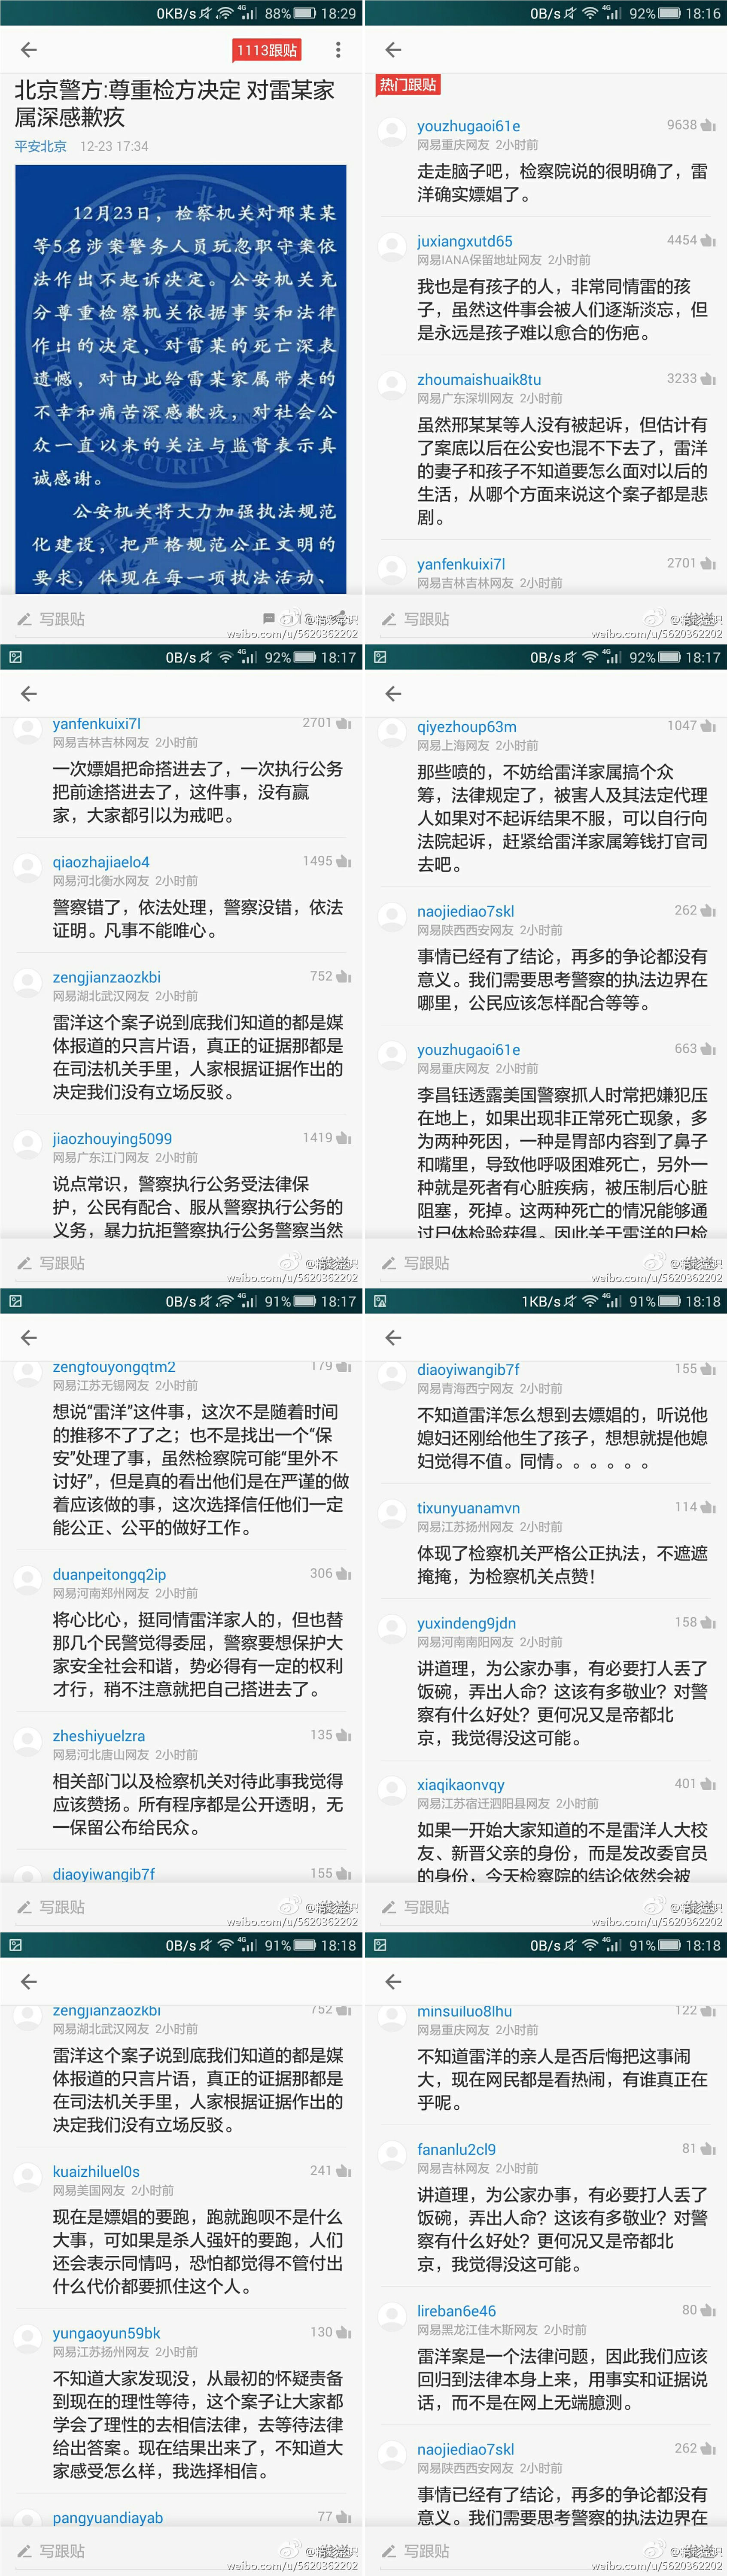 0KB/s 4G 88% 18:29
1113跟贴
北京警方:尊重检方决定 对雷某家
属深感歉疚
平安北京 12-23 17:34
12月23日，检察机关对邢某某
等5名涉案警务人员玩忽职守案依
法作出不起诉决定。公安机关充
分尊重检察机关依据事实和法律
作出的决定，对雷某的死亡深表
遗憾，对由此给雷某家属带来的
不幸和痛苦深感歉疚，对社会公
众一直以来的关注与监督表示真
诚感谢。
公安机关将大力加强执法规范
化建设，把严格规范公正文明的
要求，体现在每一项执法活动、
写跟贴
weibo.com/u/5620362202
0B/s 4G 92% 18:16
热门跟贴
youzhugaoi61e 9638
网易重庆网友 2小时前
走走脑子吧，检察院说的很明确了，雷
洋确实嫖娼了。
juxiangxutd65 4454
网易IANA保留地址网友 2小时前
我也是有孩子的人，非常同情雷的孩
子，虽然这件事会被人们逐渐淡忘，但
是永远是孩子难以愈合的伤疤。
zhoumaishuaik8tu 3233
网易广东深圳网友 2小时前
虽然邢某某等人没有被起诉，但估计有
了案底以后在公安也混不下去了，雷洋
的妻子和孩子不知道要怎么面对以后的
生活，从哪个方面来说这个案子都是悲
剧。
yanfenkuixi7l 2701
网易吉林吉林网友 2小时前
写跟贴 发送
weibo.com/u/5620362202
0B/s 4G 92% 18:17
yanfenkuixi7l 2701
网易吉林吉林网友 2小时前
一次嫖娼把命搭进去了，一次执行公务
把前途搭进去了，这件事，没有赢
家，大家都引以为戒吧。
qiaozhajiaelo4 1495
网易河北衡水网友 2小时前
警察错了，依法处理，警察没错，依法
证明。凡事不能唯心。
zengjianzaozkbi 752
网易湖北武汉网友 2小时前
雷洋这个案子说到底我们知道的都是媒
体报道的只言片语，真正的证据那都是
在司法机关手里，人家根据证据作出的
决定我们没有立场反驳。
jiaozhouying5099 1419
网易广东江门网友 2小时前
说点常识，警察执行公务受法律保
护，公民有配合、服从警察执行公务的
义务，暴力抗拒警察执行公务警察当然
写跟贴 发送
weibo.com/u/5620362202
0B/s 4G 92% 18:17
qiyezhoup63m 1047
网易上海网友 2小时前
那些喷的，不妨给雷洋家属搞个众
筹，法律规定了，被害人及其法定代理
人如果对不起诉结果不服，可以自行向
法院起诉，赶紧给雷洋家属筹钱打官司
去吧。
naojiediao7skl 262
网易陕西西安网友 2小时前
事情已经有了结论，再多的争论都没有
意义。我们需要思考警察的执法边界在
哪里，公民应该怎样配合等等。
youzhugaoi61e 663
网易重庆网友 2小时前
李昌钰透露美国警察抓人时常把嫌犯压
在地上，如果出现非正常死亡现象，多
为两种死因，一种是胃部内容到了鼻子
和嘴里，导致他呼吸困难死亡，另外一
种就是死者有心脏疾病，被压制后心脏
阻塞，死掉。这两种死亡的情况能够通
过尸体检验获得。因此关于雷洋的尸检
写跟贴 发送
weibo.com/u/5620362202
0B/s 4G 91% 18:17
zengfouyongqtm2 179
网易江苏无锡网友 2小时前
想说“雷洋”这件事，这次不是随着时间
的推移不了了之；也不是找出一个“保
安”处理了事，虽然检察院可能“里外不
讨好”，但是真的看出他们是在严谨的做
着应该做的事，这次选择信任他们一定
能公正、公平的做好工作。
duanpeitongq2ip 306
网易河南郑州网友 2小时前
将心比心，挺同情雷洋家人的，但也替
那几个民警觉得委屈，警察要想保护大
家安全社会和谐，势必得有一定的权利
才行，稍不注意就把自己搭进去了。
zheshiyuelzra 135
网易河北唐山网友 2小时前
相关部门以及检察机关对待此事我觉得
应该赞扬。所有程序都是公开透明，无
一保留公布给民众。
diaoyiwangib7f 155
写跟贴 发送
weibo.com/u/5620362202
1KB/s 4G 91% 18:18
diaoyiwangib7f 155
网易青海西宁网友 2小时前
不知道雷洋怎么想到去嫖娼的，听说他
媳妇还刚给他生了孩子，想想就提他媳
妇觉得不值。同情。。。。。。
tixunyuanamvn 114
网易江苏扬州网友 2小时前
体现了检察机关严格公正执法，不遮遮
掩掩，为检察机关点赞！
yuxindeng9jdn 158
网易河南南阳网友 2小时前
讲道理，为公家办事，有必要打人丢了
饭碗，弄出人命？这该有多敬业？对警
察有什么好处？更何况又是帝都北
京，我觉得没这可能。
xiaqikaonvqy 401
网易江苏宿迁泗阳县网友 2小时前
如果一开始大家知道的不是雷洋人大校
友、新晋父亲的身份，而是发改委官员
的身份，今天检察院的结论依然会被
写跟贴 发送
weibo.com/u/5620362202
0B/s 4G 91% 18:18
zengjianzaozkbi 752
网易湖北武汉网友 2小时前
雷洋这个案子说到底我们知道的都是媒
体报道的只言片语，真正的证据那都是
在司法机关手里，人家根据证据作出的
决定我们没有立场反驳。
kuaizhiluel0s 241
网易美国网友 2小时前
现在是嫖娼的要跑，跑就跑呗不是什么
大事，可如果是杀人强奸的要跑，人们
还会表示同情吗，恐怕都觉得不管付出
什么代价都要抓住这个人。
yungaoyun59bk 130
网易江苏扬州网友 2小时前
不知道大家发现没，从最初的怀疑责备
到现在的理性等待，这个案子让大家都
学会了理性的去相信法律，去等待法律
给出答案。现在结果出来了，不知道大
家感受怎么样，我选择相信。
pangyuandiayab 77
写跟贴 发送
weibo.com/u/5620362202
0B/s 4G 91% 18:18
minsuiluo8lhu 122
网易重庆网友 2小时前
不知道雷洋的亲人是否后悔把这事闹
大，现在网民都是看热闹，有谁真正在
乎呢。
fananlu2cl9 81
网易吉林网友 2小时前
讲道理，为公家办事，有必要打人丢了
饭碗，弄出人命？这该有多敬业？对警
察有什么好处？更何况又是帝都北
京，我觉得没这可能。
lireban6e46 80
网易黑龙江佳木斯网友 2小时前
雷洋案是一个法律问题，因此我们应该
回归到法律本身上来，用事实和证据说
话，而不是在网上无端臆测。
naojiediao7skl 262
网易陕西西安网友 2小时前
事情已经有了结论，再多的争论都没有
意义。我们需要思考警察的执法边界在
写跟贴 发送
weibo.com/u/5620362202